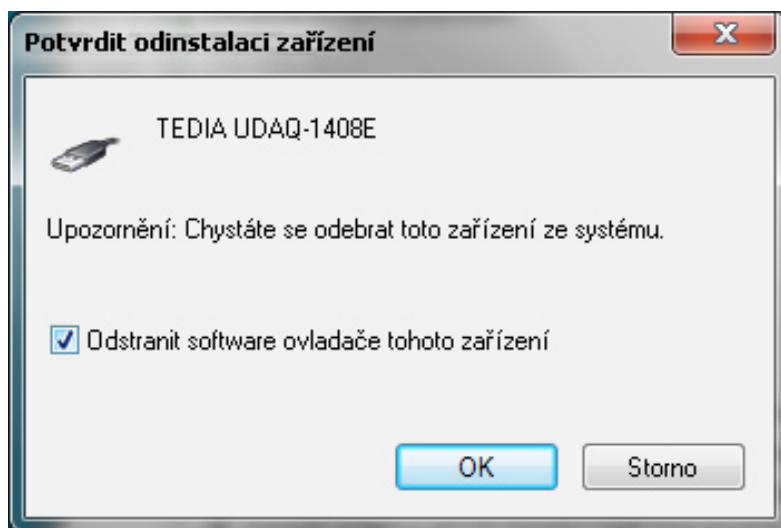 Potvrdit odinstalaci zařízení
TEDIA UDAQ-1408E
Upozornění: Chystáte se odebrat toto zařízení ze systému.
Odstranit software ovladače tohoto zařízení
OK
Storno